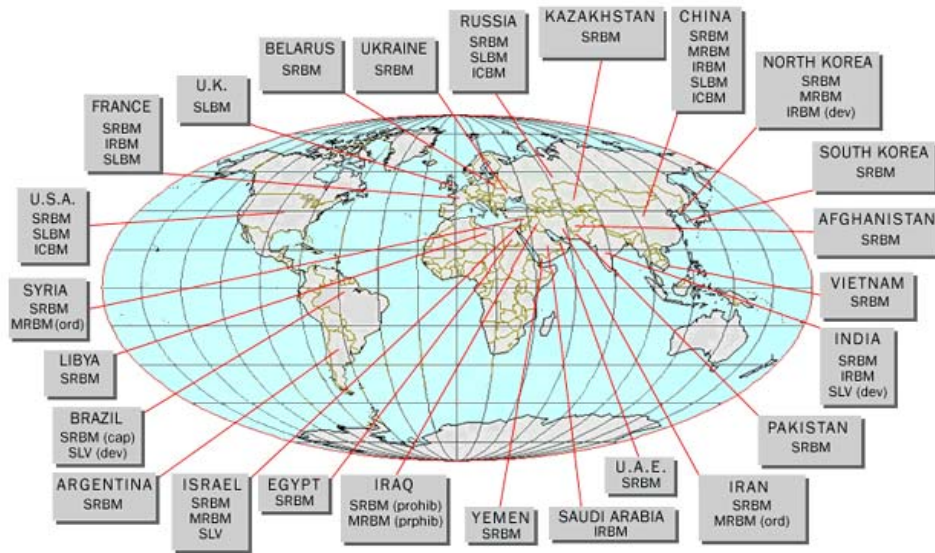 RUSSIA
SRBM
SLBM
ICBM
KAZAKHSTAN
SRBM
CHINA
SRBM
MRBM
IRBM
SLBM
ICBM
BELARUS
SRBM
UKRAINE
SRBM
NORTH KOREA
SRBM
MRBM
IRBM (dev)
U.K.
SLBM
FRANCE
SRBM
IRBM
SLBM
SOUTH KOREA
SRBM
U.S.A.
SRBM
SLBM
ICBM
AFGHANISTAN
SRBM
SYRIA
SRBM
MRBM (ord)
VIETNAM
SRBM
LIBYA
SRBM
INDIA
SRBM
IRBM
SLV (dev)
BRAZIL
SRBM (cap)
SLV (dev)
PAKISTAN
SRBM
ARGENTINA
SRBM
ISRAEL
SRBM
MRBM
SLV
EGYPT
SRBM
IRAQ
SRBM (prohib)
MRBM (prphib)
YEMEN
SRBM
SAUDI ARABIA
IRBM
U.A.E.
SRBM
IRAN
SRBM
MRBM (ord)